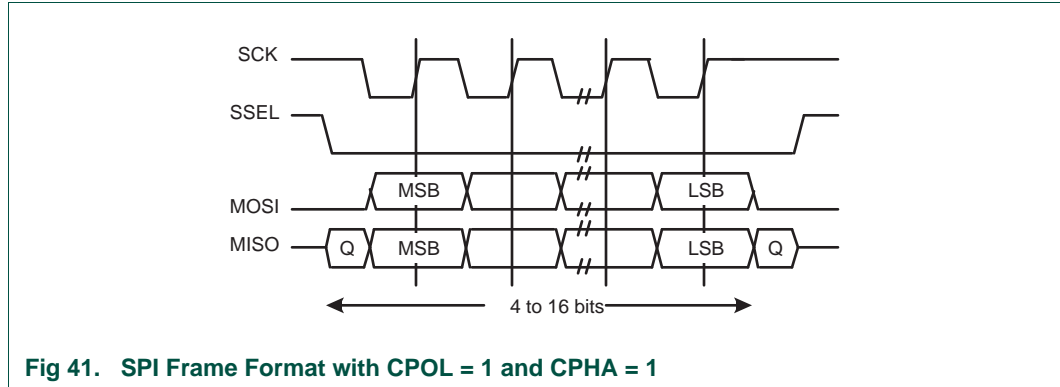 SCK
SSEL
MOSI
MSB
LSB
MISO
Q
MSB
LSB
Q
4 to 16 bits
Fig 41. SPI Frame Format with CPOL = 1 and CPHA = 1